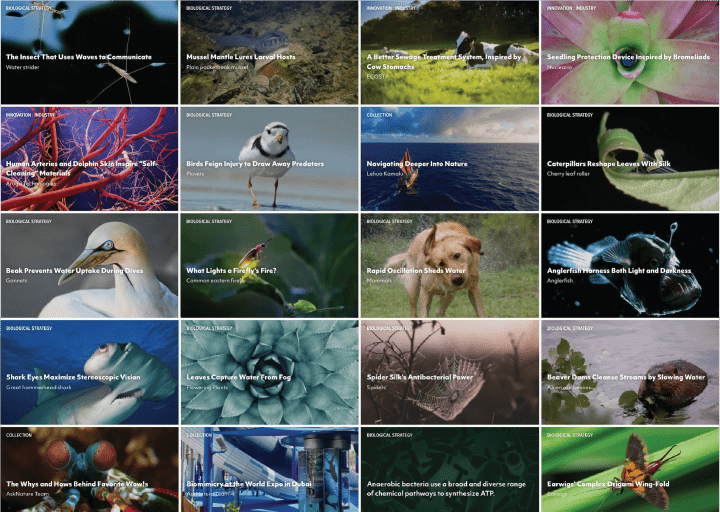 BIOLOGICAL STRATEGY
The Insect That Uses Waves to Communicate
Water strider
BIOLOGICAL STRATEGY
Mussel Mantle Lures Larval Hosts
Plain pocketbook mussel
INNOVATION | INDUSTRY
A Better Sewage Treatment System, Inspired by
Cow Stomachs
INNOVATION | INDUSTRY
Seedling Protection Device Inspired by Bromeliads
Nucleário
INNOVATION | INDUSTRY
Human Arteries and Dolphin Skin Inspire "Self-
Cleaning" Materials
Technologies
BIOLOGICAL STRATEGY
Birds Feign Injury to Draw Away Predators
Plovers
COLLECTION
Navigating Deeper Into Nature
Lehua Kamalu
BIOLOGICAL STRATEGY
Caterpillars Reshape Leaves With Silk
Cherry leaf roller
BIOLOGICAL STRATEGY
Beak Prevents Water Uptake During Dives
Gannets
BIOLOGICAL STRATEGY
What Lights a Firefly's Fire?
Common eastern firefly
BIOLOGICAL STRATEGY
Rapid Oscillation Sheds Water
Mammals
BIOLOGICAL STRATEGY
Anglerfish Harness Both Light and Darkness
Anglerfish
BIOLOGICAL STRATEGY
Shark Eyes Maximize Stereoscopic Vision
Great hammerhead shark
BIOLOGICAL STRATEGY
Leaves Capture Water From Fog
Flowering Plants
BIOLOGICAL STRATEGY
Spider Silk's Antibacterial Power
Spiders
BIOLOGICAL STRATEGY
Beaver Dams Cleanse Streams by Slowing Water
American beaver
COLLECTION
The Whys and Hows Behind Favorite Wow!s
AskNature Team
COLLECTION
Biomimicry at the World Expo in Dubai
BIOLOGICAL STRATEGY
Anaerobic bacteria use a broad and diverse range
of chemical pathways to synthesize ATP.
BIOLOGICAL STRATEGY
Earwigs' Complex Origami Wing-Fold
Earwigs